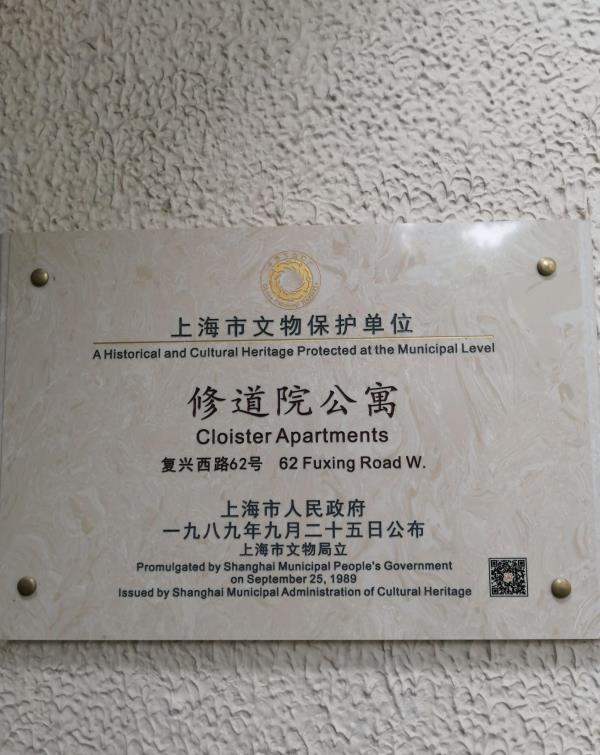 上海市文物保护单位
A Historical and Cultural Heritage Protected at the Municipal Level
修道院公寓
Cloister Apartments
复兴西路62号 62 Fuxing Road W.
上海市人民政府
一九八九年九月二十五日公布
上海市文物局立
Promulgated by Shanghai Municipal People's Government
on September 25, 1989
Issued by Shanghai Municipal Administration of Cultural Heritage